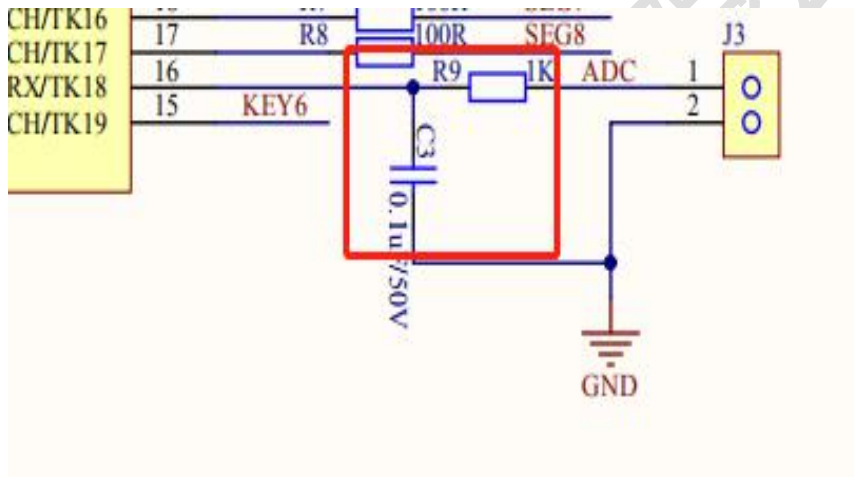 CH/TK16
17 R8 100R SEG8 J3
CH/TK17
16 R9 1K ADC 1
RX/TK18
15 KEY6 2
CH/TK19
C3
0.1uF/50V
GND